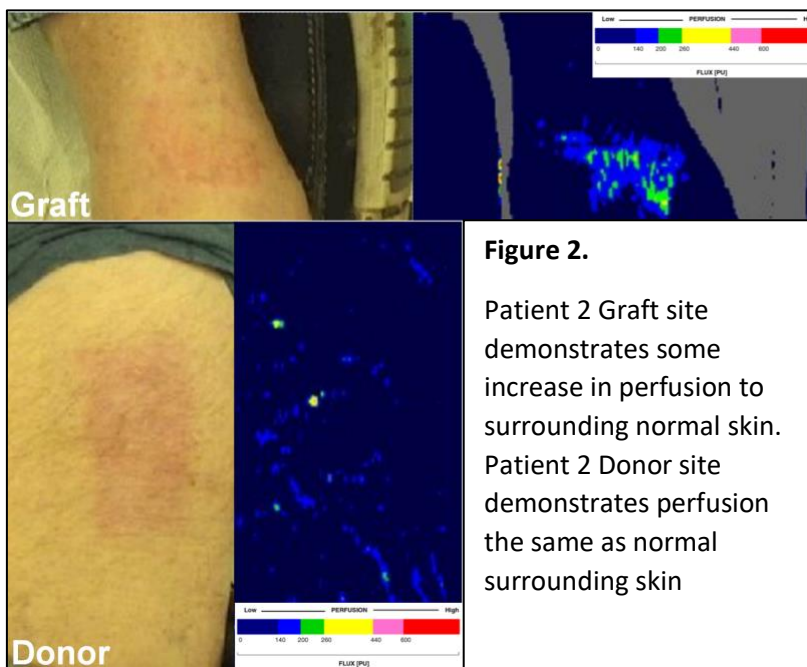 Low PERFUSION H
0 140 200 260 440 600
FLUX [PU]
Graft
Figure 2.
Patient 2 Graft site
demonstrates some
increase in perfusion to
surrounding normal skin.
Patient 2 Donor site
demonstrates perfusion
the same as normal
surrounding skin
Low PERFUSION High
0 140 200 260 440 600
FLUX [PU]
Donor